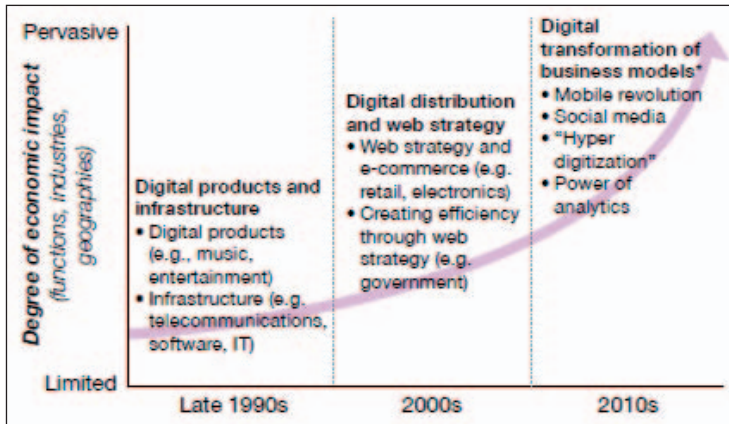 Pervasive
Degree of economic impact
(functions, industries,
geographies)
Limited
Digital products and
infrastructure
• Digital products
(e.g., music,
entertainment)
• Infrastructure (e.g.
telecommunications,
software, IT)
Late 1990s
Digital distribution
and web strategy
• Web strategy and
e-commerce (e.g.
retail, electronics)
• Creating efficiency
through web
strategy (e.g.
government)
2000s
Digital
transformation of
business models*
• Mobile revolution
• Social media
• "Hyper
digitization"
• Power of
analytics
2010s